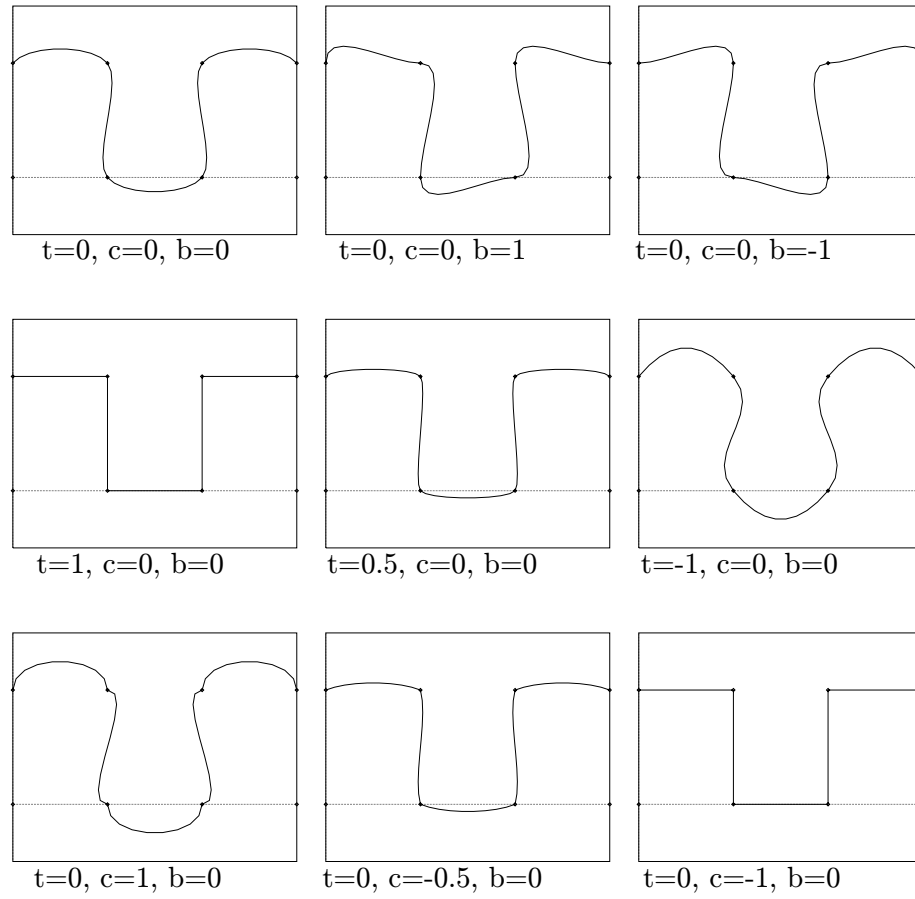 t=0, c=0, b=0
t=0, c=0, b=1
t=0, c=0, b=-1
t=1, c=0, b=0
t=0.5, c=0, b=0
t=-1, c=0, b=0
t=0, c=1, b=0
t=0, c=-0.5, b=0
t=0, c=-1, b=0